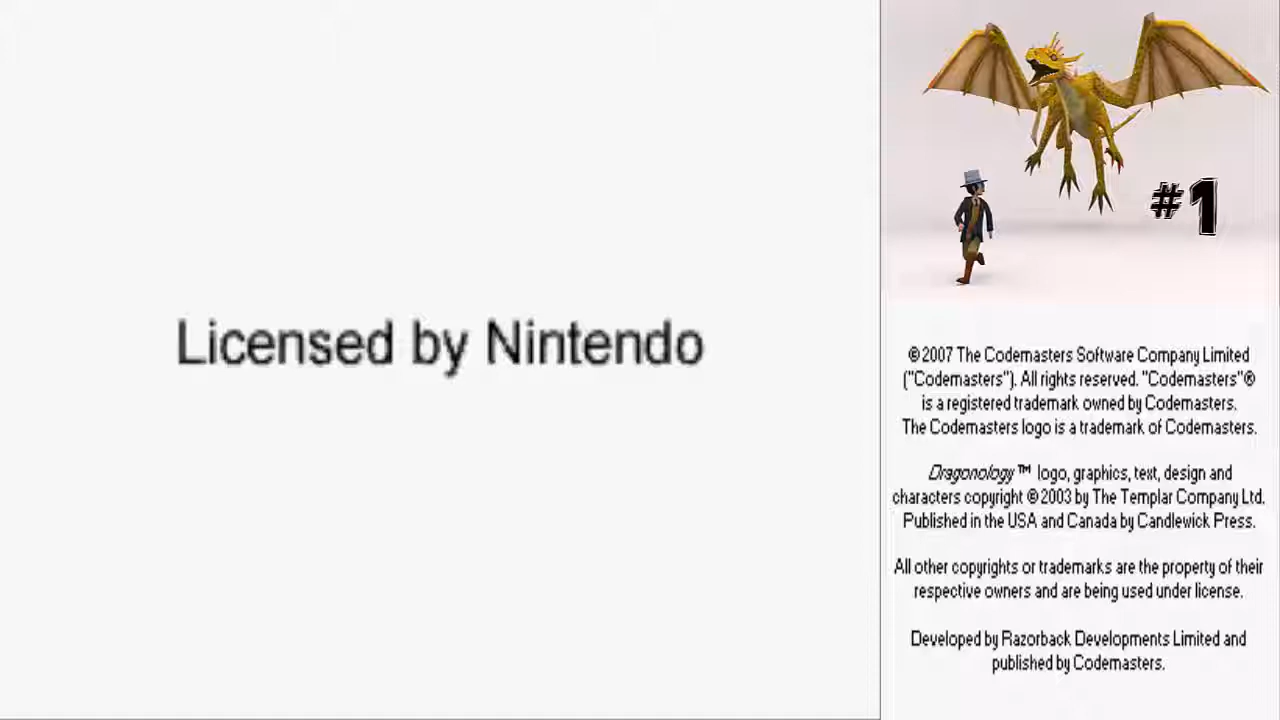 Licensed by Nintendo
#1
©2007 The Codemasters Software Company Limited
("Codemasters"). All rights reserved. "Codemasters"®
is a registered trademark owned by Codemasters.
The Codemasters logo is a trademark of Codemasters.
Dragonology™ logo, graphics, text, design and
characters copyright ©2003 by The Templar Company Ltd.
Published in the USA and Canada by Candlewick Press.
All other copyrights or trademarks are the property of their
respective owners and are being used under license.
Developed by Razorback Developments Limited and
published by Codemasters.